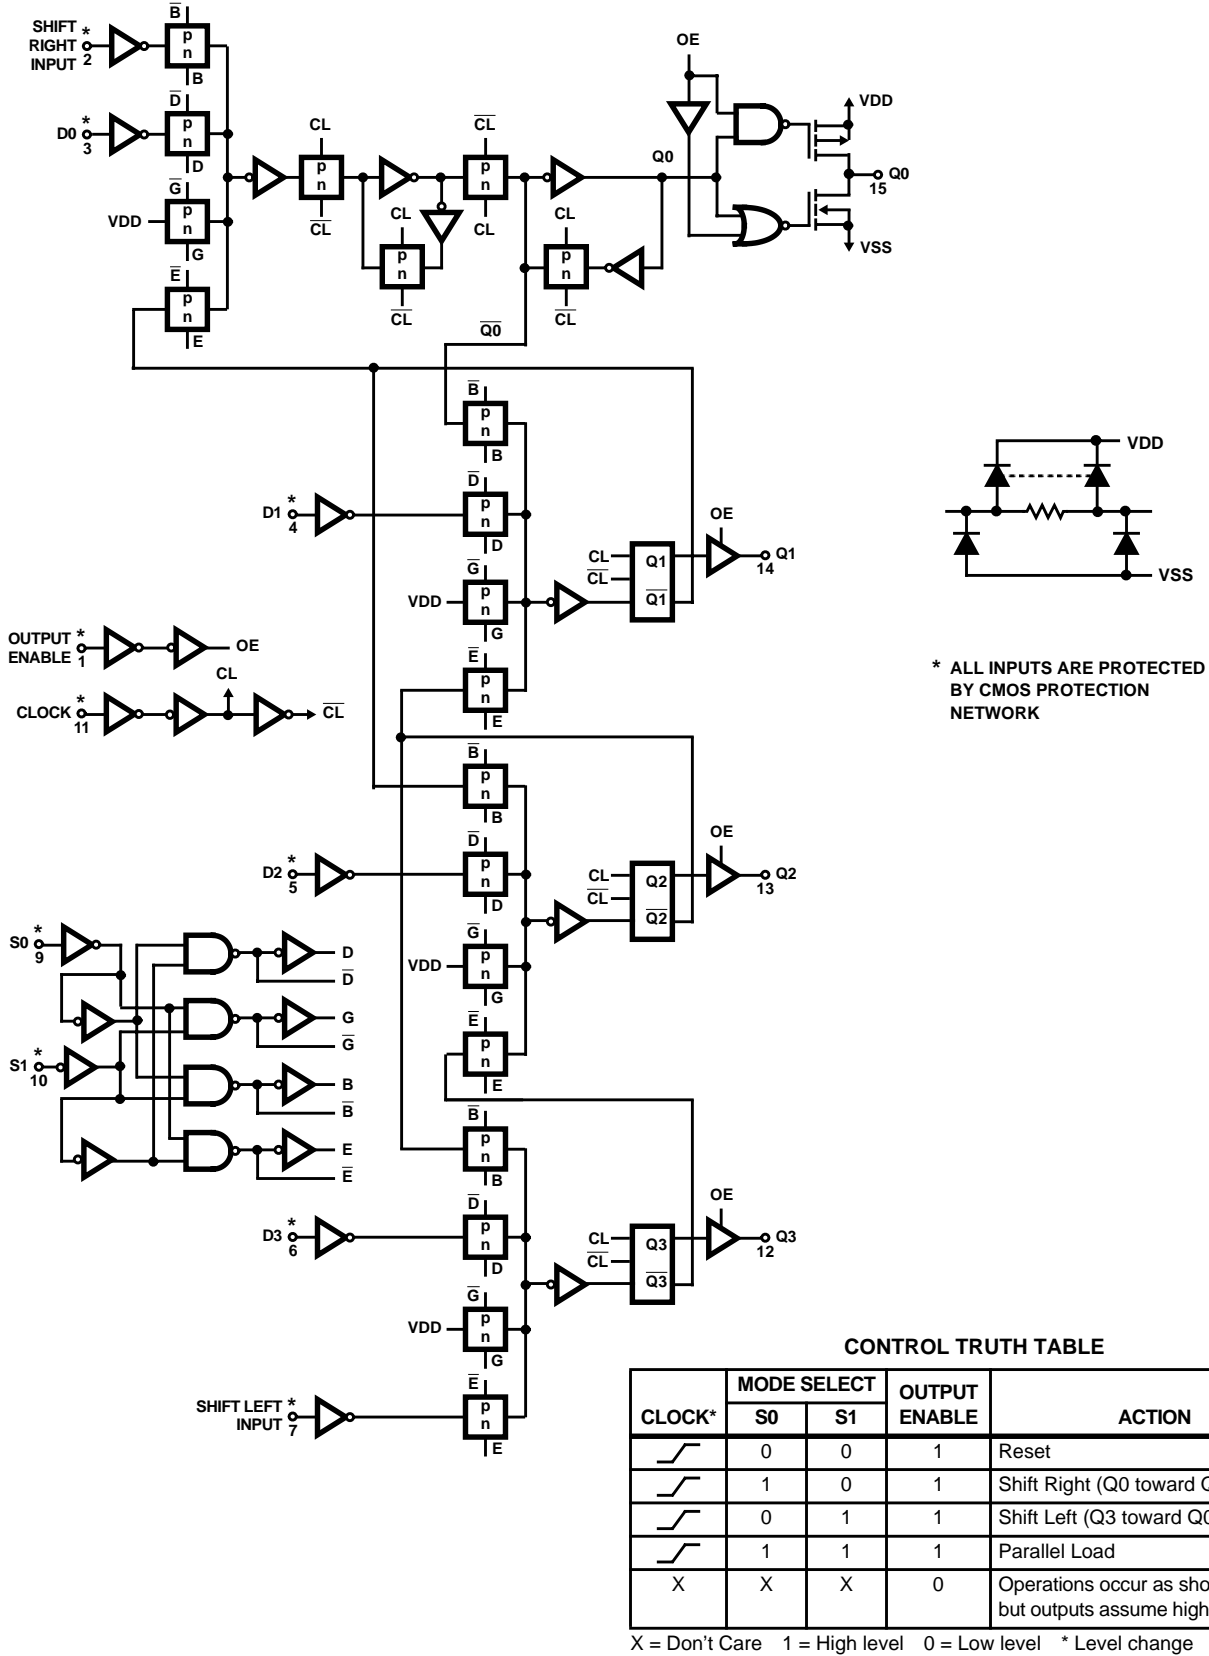 B
SHIFT
RIGHT
INPUT
*
2
p
n
B
D
D0
*
3
p
n
D
G
VDD
p
n
G
E
p
n
E
CL
p
n
CL
CL
p
n
CL
CL
p
n
CL
CL
p
n
CL
Q0
Q0
OE
VDD
Q0
15
VSS
B
p
n
B
D1
*
4
D
p
n
D
G
VDD
p
n
G
E
p
n
E
CL
CL
Q1
Q1
OE
Q1
14
VDD
VSS
* ALL INPUTS ARE PROTECTED
BY CMOS PROTECTION
NETWORK
OUTPUT
ENABLE
*
1
OE
CLOCK
*
11
CL
CL
B
p
n
B
D2
*
5
D
p
n
D
G
VDD
p
n
G
E
p
n
E
CL
CL
Q2
Q2
OE
Q2
13
S0
*
9
S1
*
10
D
D
G
G
B
B
E
E
B
p
n
B
D3
*
6
D
p
n
D
G
VDD
p
n
G
SHIFT LEFT
INPUT
*
7
E
p
n
E
CL
CL
Q3
Q3
OE
Q3
12
CONTROL TRUTH TABLE
CLOCK* MODE SELECT OUTPUT ENABLE ACTION
S0 S1
0 0 1 Reset
1 0 1 Shift Right (Q0 toward
0 1 1 Shift Left (Q3 toward Q0
1 1 1 Parallel Load
X X X 0 Operations occur as
but outputs assume high
X = Don't Care 1 = High level 0 = Low level * Level change